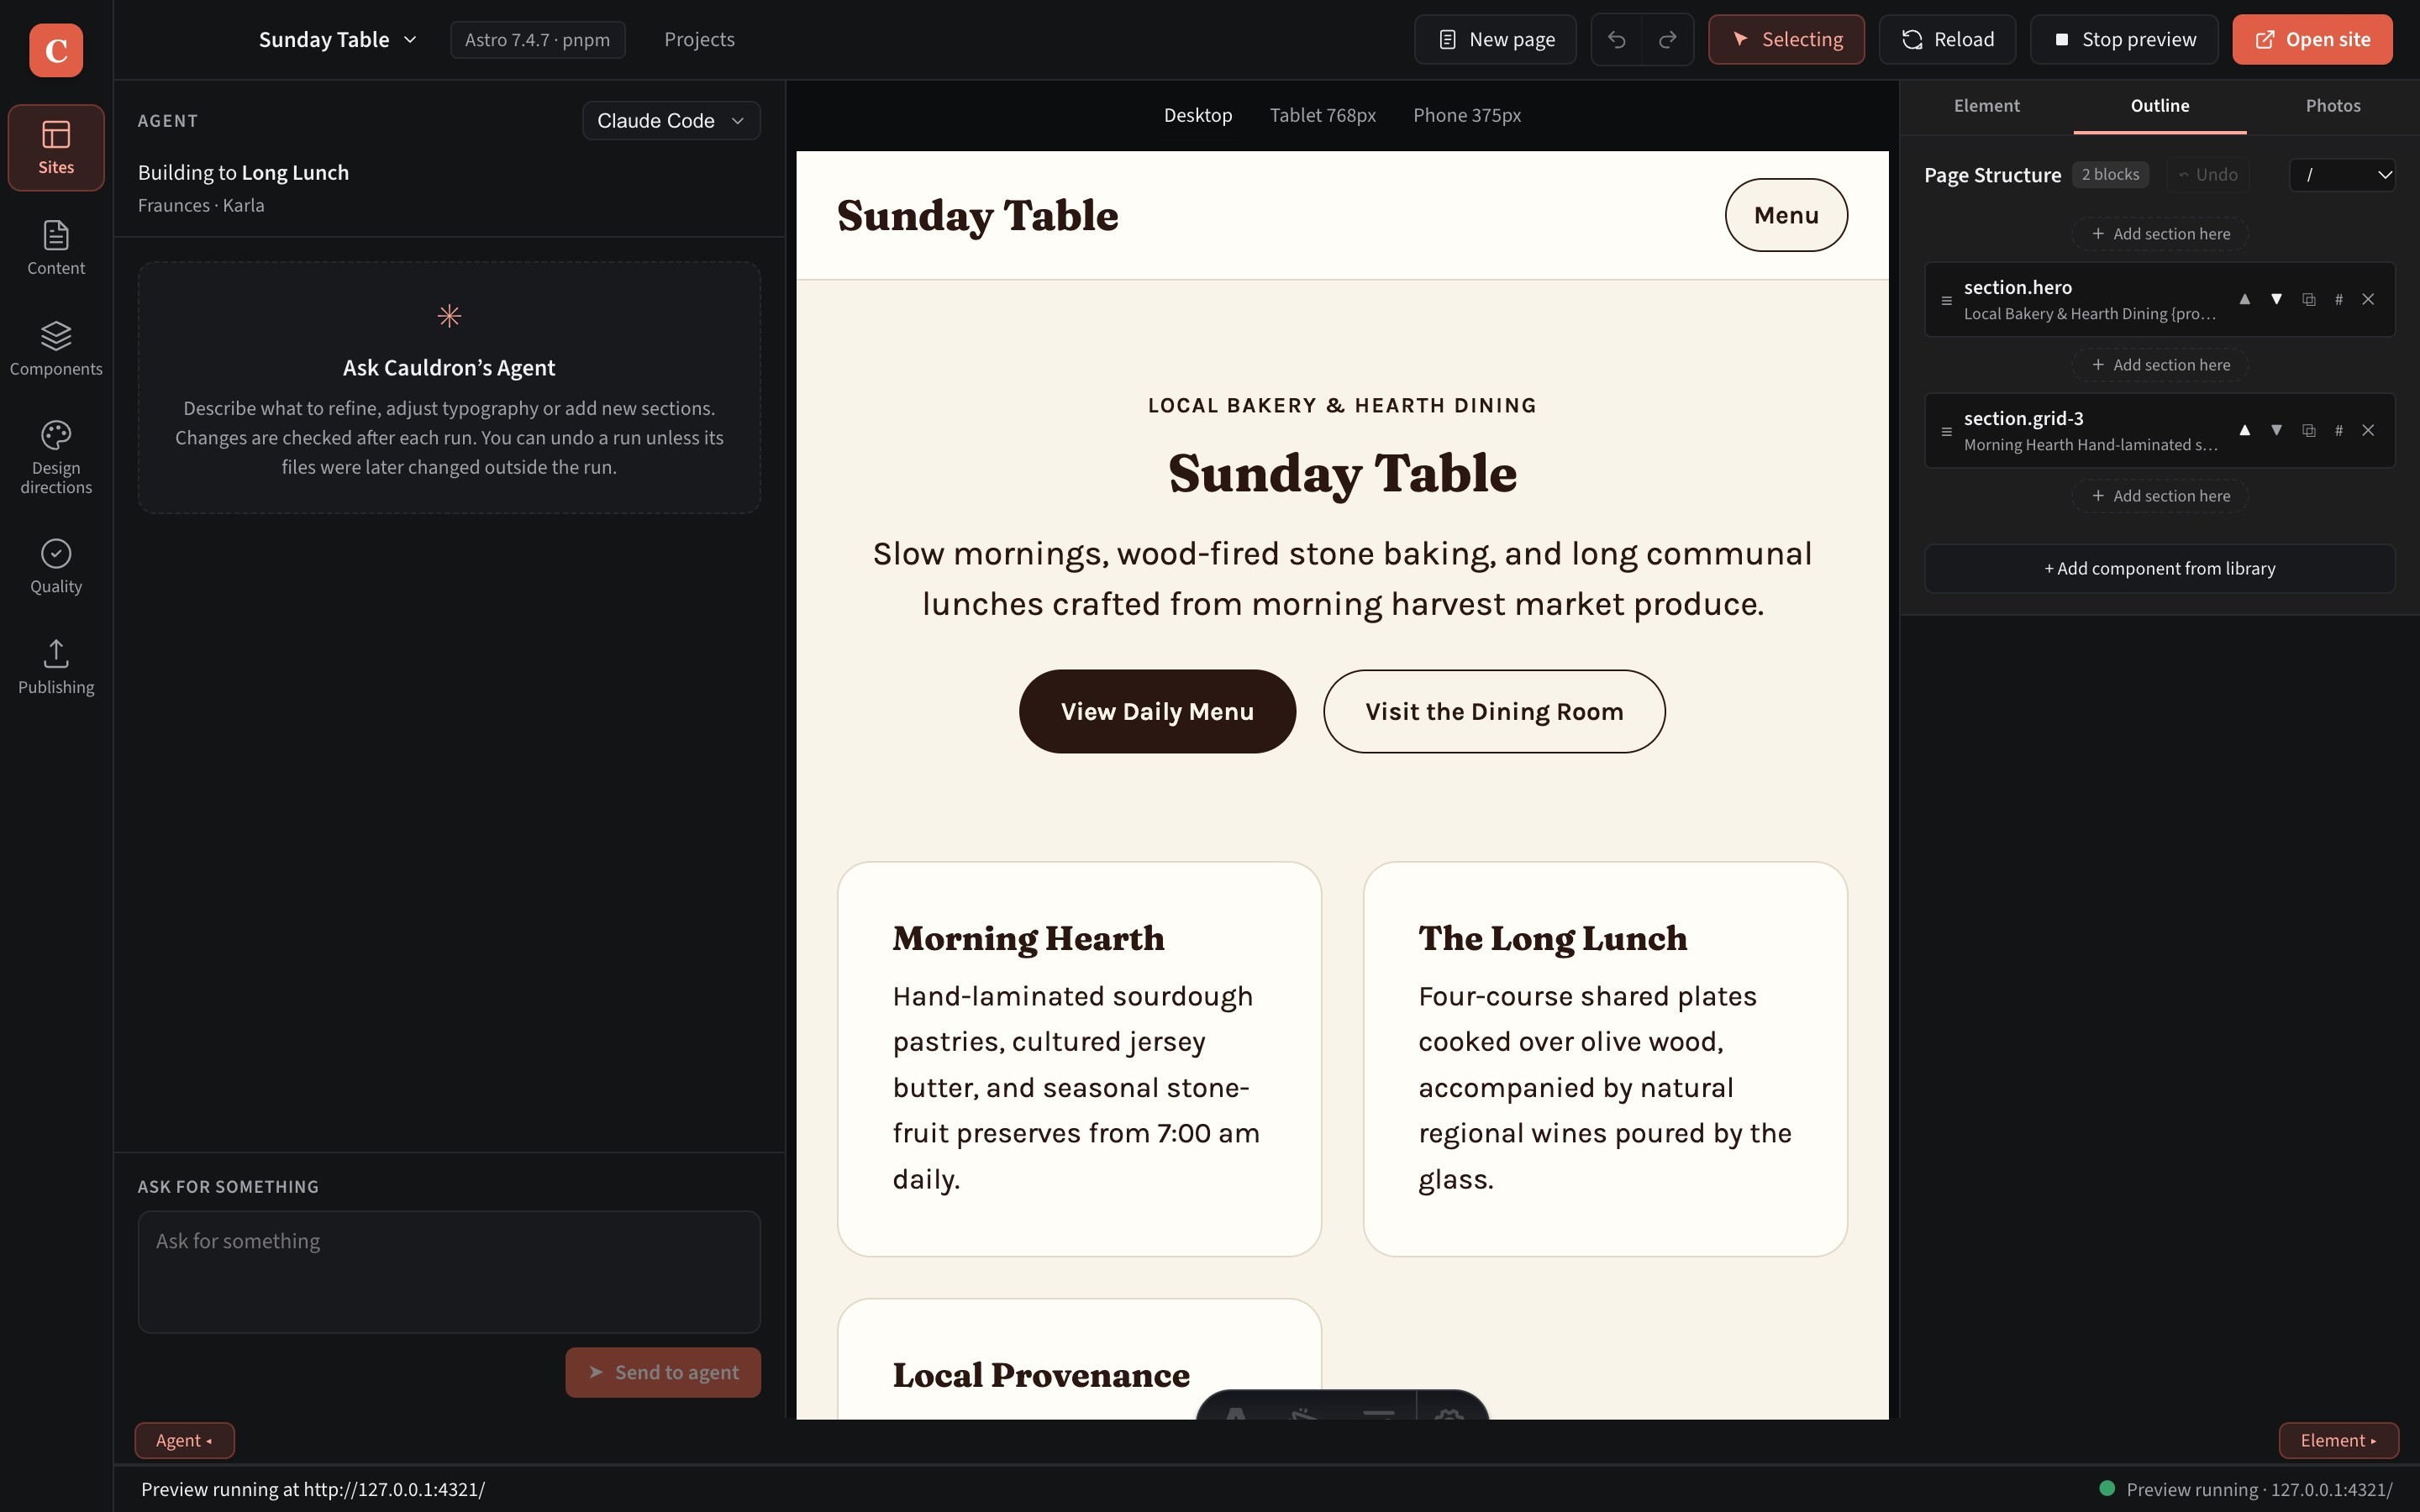 C
Sunday Table
Astro 7.4.7 · pnpm
Projects
New page
Selecting
Reload
Stop preview
Open site
Sites
Content
Components
Design
directions
Quality
Publishing
AGENT
Claude Code
Building to Long Lunch
Fraunces · Karla
Ask Cauldron’s Agent
Describe what to refine, adjust typography or add new sections.
Changes are checked after each run. You can undo a run unless its
files were later changed outside the run.
ASK FOR SOMETHING
Ask for something
Send to agent
Agent
Desktop
Tablet 768px
Phone 375px
Sunday Table
Menu
LOCAL BAKERY & HEARTH DINING
Sunday Table
Slow mornings, wood-fired stone baking, and long communal
lunches crafted from morning harvest market produce.
View Daily Menu
Visit the Dining Room
Morning Hearth
Hand-laminated sourdough
pastries, cultured jersey
butter, and seasonal stone-
fruit preserves from 7:00 am
daily.
The Long Lunch
Four-course shared plates
cooked over olive wood,
accompanied by natural
regional wines poured by the
glass.
Local Provenance
Element
Outline
Photos
Page Structure
2 blocks
Undo
/
+ Add section here
section.hero
Local Bakery & Hearth Dining {pro…
#
+ Add section here
section.grid-3
Morning Hearth Hand-laminated s…
#
+ Add section here
+ Add component from library
Element
Preview running at http://127.0.0.1:4321/
Preview running · 127.0.0.1:4321/